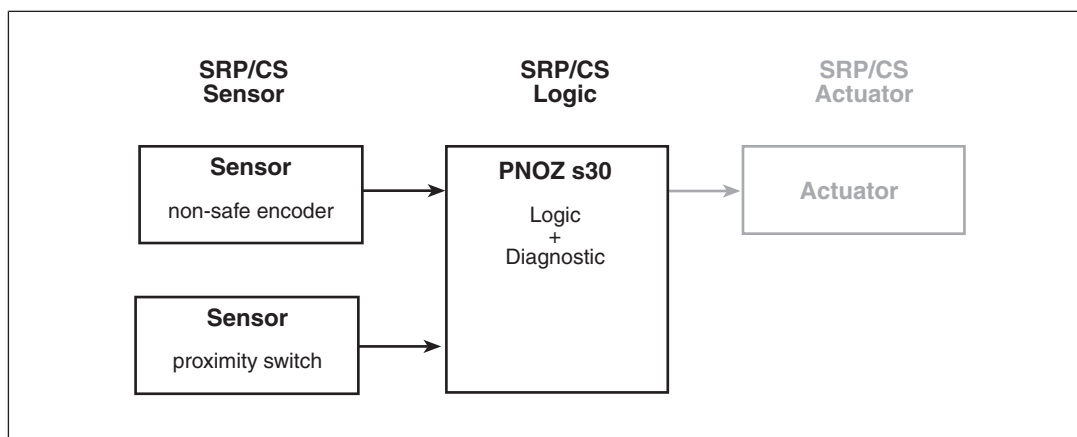 SRP/CS
Sensor
SRP/CS
Logic
SRP/CS
Actuator
Sensor
non-safe encoder
PNOZ s30
Logic
+
Diagnostic
Actuator
Sensor
proximity switch